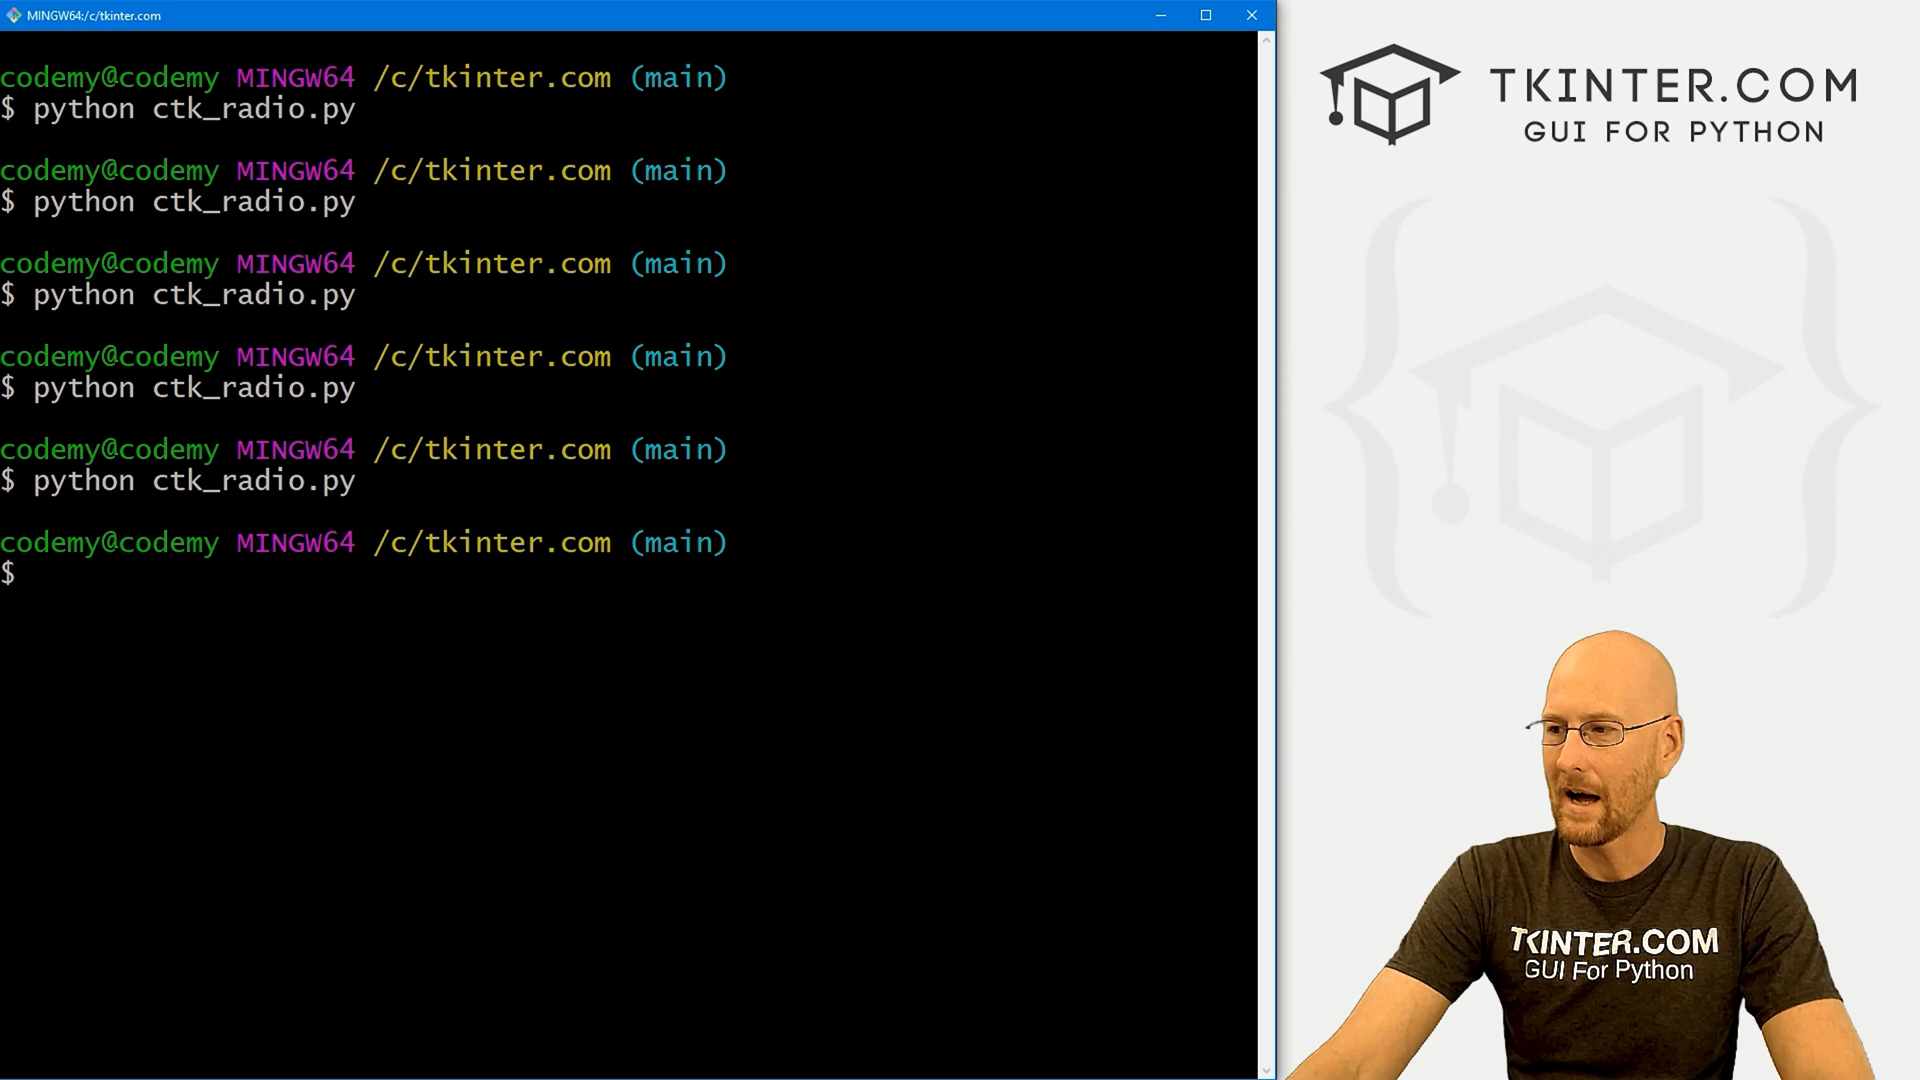 MINGW64:/c/tkinter.com
codemy@codemy MINGW64 /c/tkinter.com (main)
$ python ctk_radio.py
codemy@codemy MINGW64 /c/tkinter.com (main)
$ python ctk_radio.py
codemy@codemy MINGW64 /c/tkinter.com (main)
$ python ctk_radio.py
codemy@codemy MINGW64 /c/tkinter.com (main)
$ python ctk_radio.py
codemy@codemy MINGW64 /c/tkinter.com (main)
$ python ctk_radio.py
codemy@codemy MINGW64 /c/tkinter.com (main)
$
TKINTER.COM
GUI FOR PYTHON
TKINTER.COM
GUI For Python